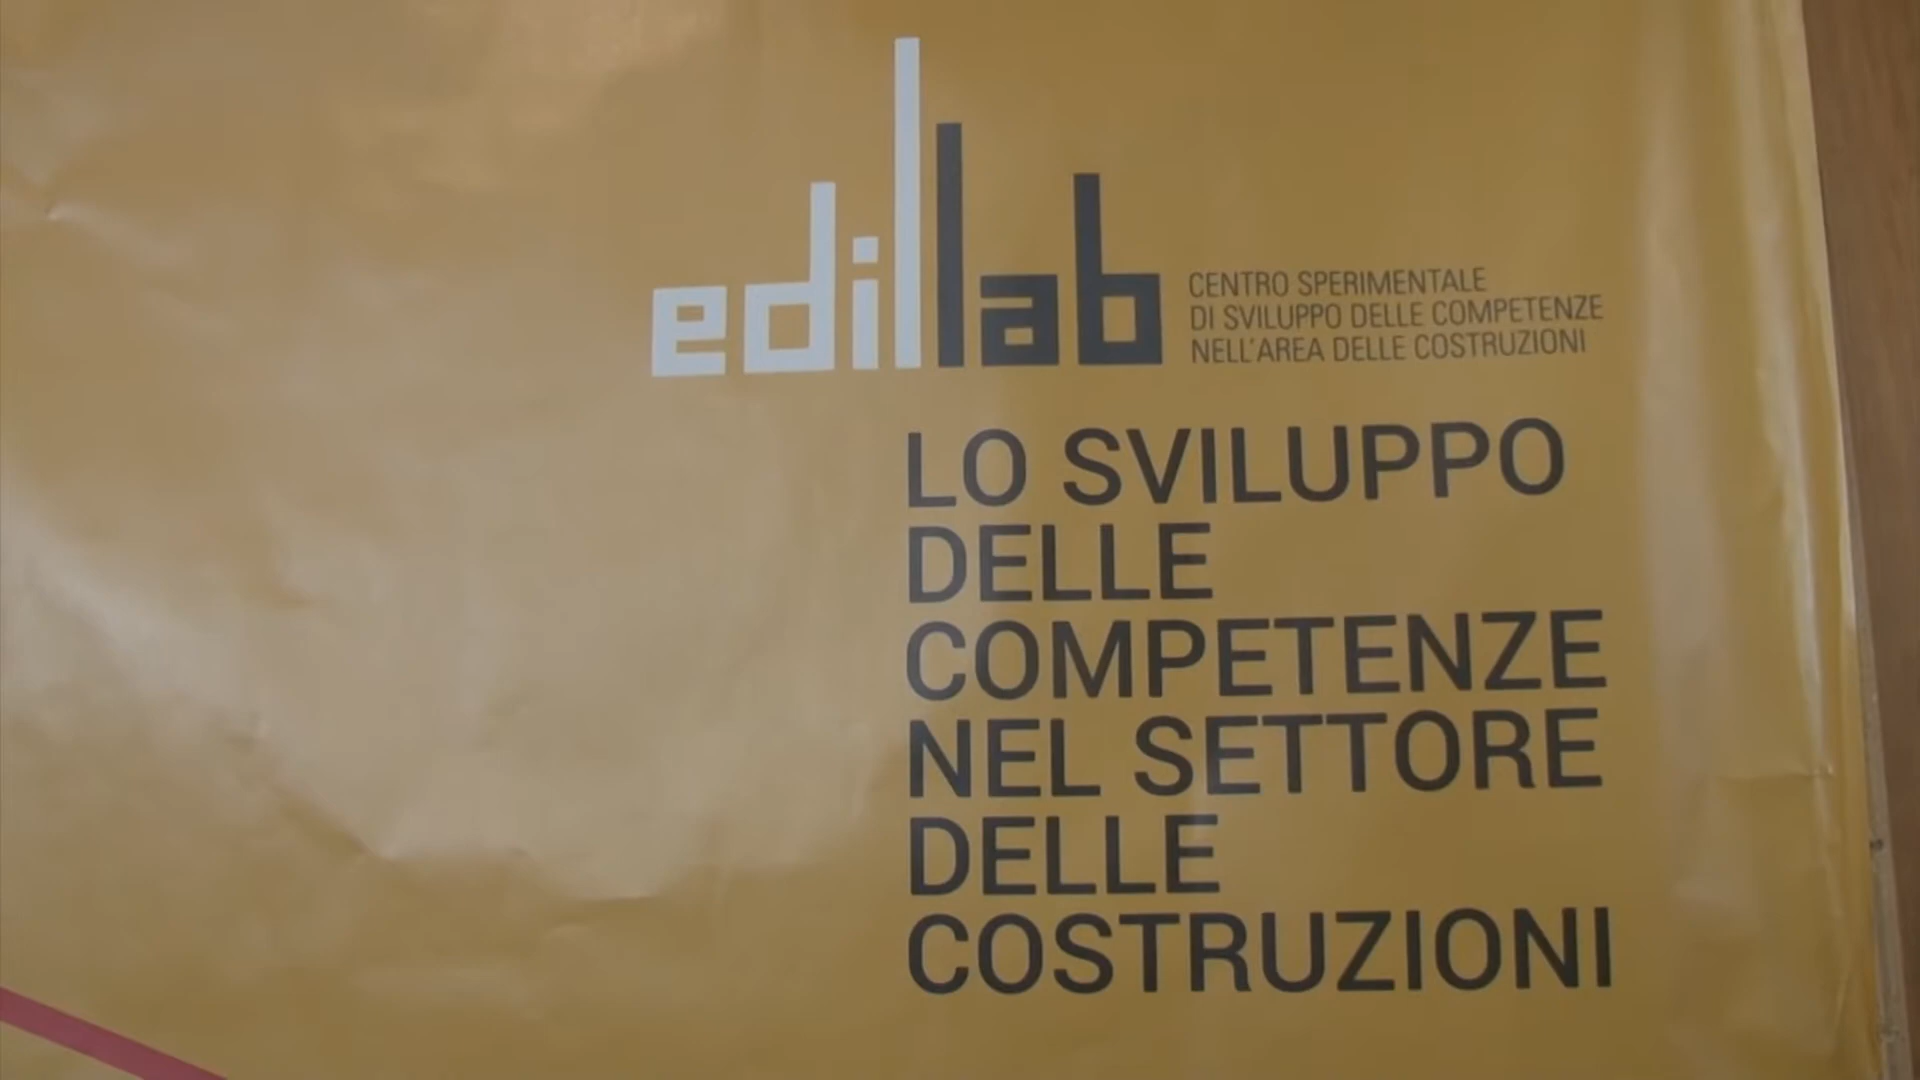 edillab
CENTRO SPERIMENTALE
DI SVILUPPO DELLE COMPETENZE
NELL'AREA DELLE COSTRUZIONI
LO SVILUPPO
DELLE
COMPETENZE
NEL SETTORE
DELLE
COSTRUZIONI